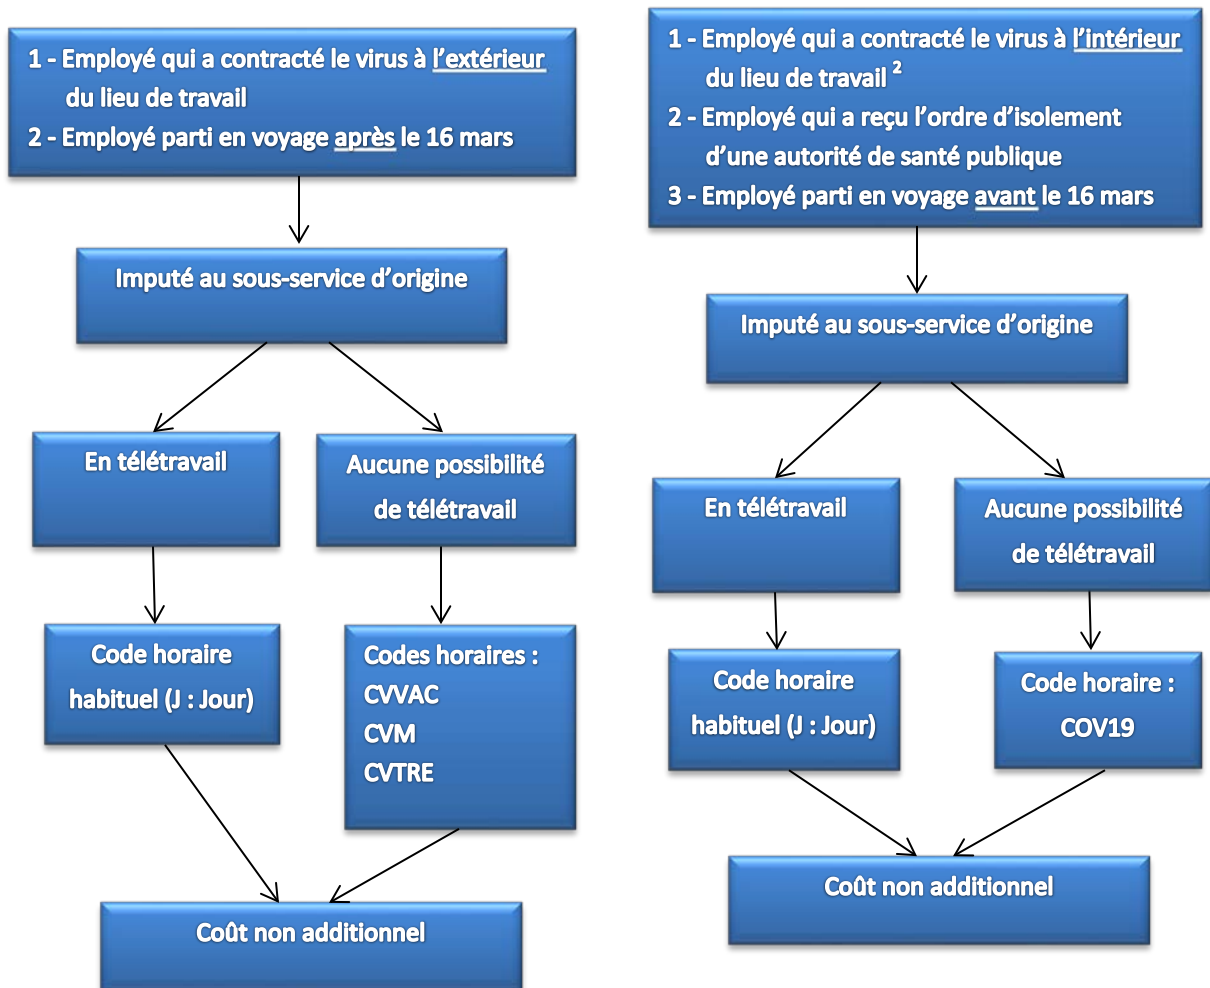 1 - Employé qui a contracté le virus à l’extérieur
du lieu de travail
2 - Employé parti en voyage après le 16 mars
Imputé au sous-service d’origine
En télétravail
Aucune possibilité
de télétravail
Code horaire
habituel (J : Jour)
Codes horaires :
CVVAC
CVM
CVTRE
Coût non additionnel
1 - Employé qui a contracté le virus à l’intérieur
du lieu de travail ²
2 - Employé qui a reçu l’ordre d’isolement
d’une autorité de santé publique
3 - Employé parti en voyage avant le 16 mars
Imputé au sous-service d’origine
En télétravail
Aucune possibilité
de télétravail
Code horaire
habituel (J : Jour)
Code horaire :
COV19
Coût non additionnel